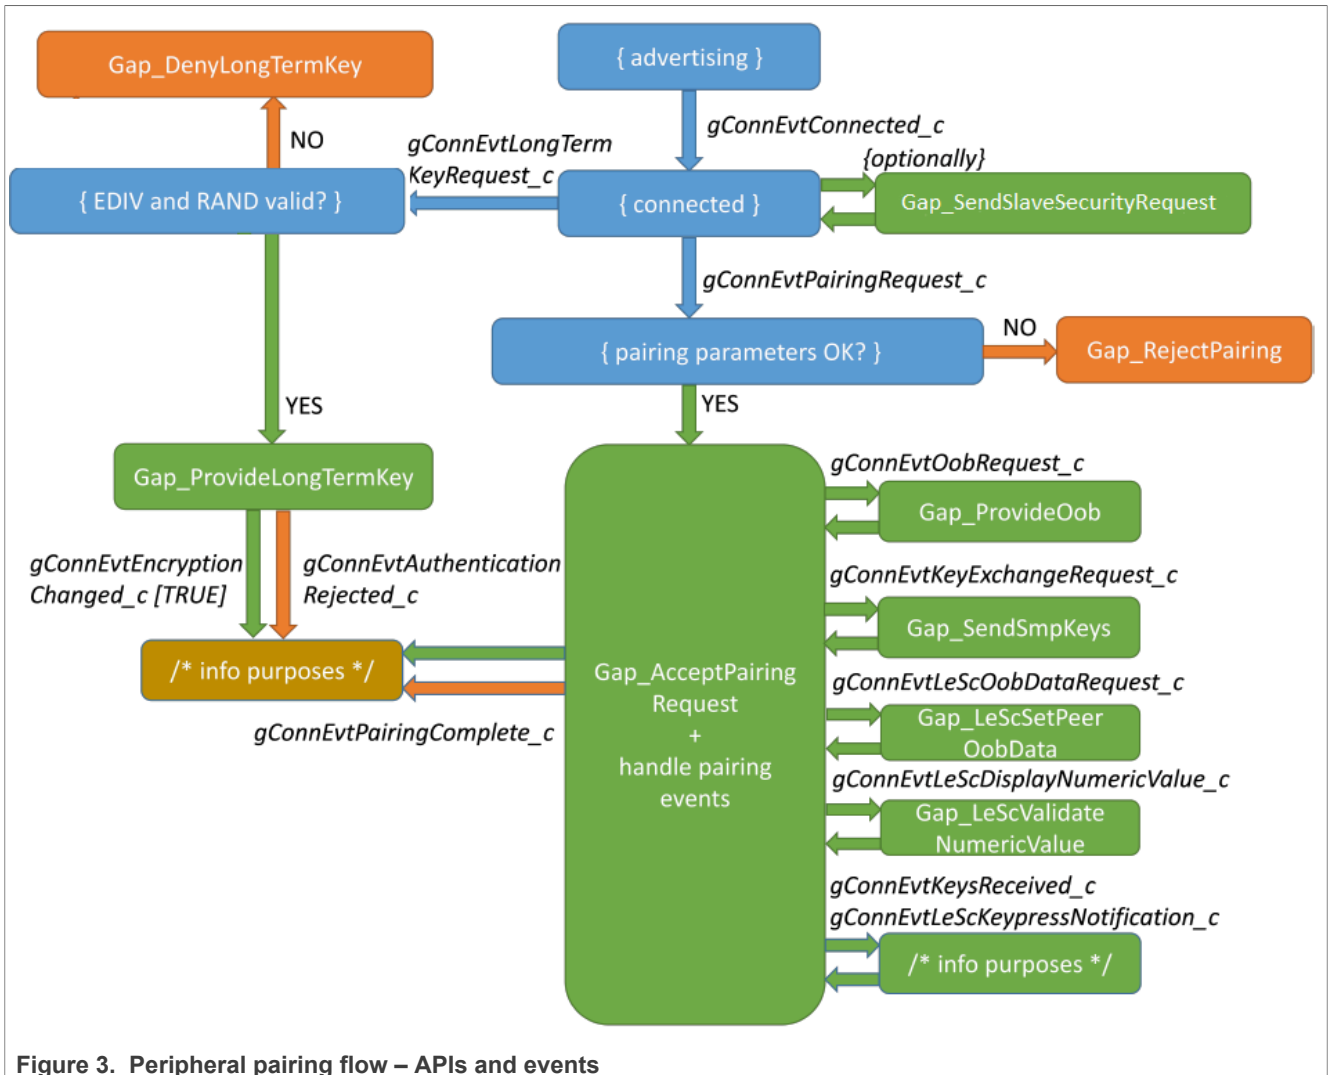 Gap_DenyLongTermKey
{ advertising }
NO
gConnEvtConnected_c
gConnEvtLongTerm
KeyRequest_c
{optionally}
{ EDIV and RAND valid? }
{ connected }
Gap_SendSlaveSecurityRequest
gConnEvtPairingRequest_c
{ pairing parameters OK? }
NO
Gap_RejectPairing
YES
YES
Gap_ProvideLongTermKey
gConnEvtOobRequest_c
Gap_ProvideOob
gConnEvtEncryption
Changed_c [TRUE]
gConnEvtAuthentication
Rejected_c
gConnEvtKeyExchangeRequest_c
Gap_SendSmpKeys
/* info purposes */
gConnEvtPairingComplete_c
Gap_AcceptPairing
Request
+
handle pairing
events
gConnEvtLeScOobDataRequest_c
Gap_LeScSetPeer
OobData
gConnEvtLeScDisplayNumericValue_c
Gap_LeScValidate
NumericValue
gConnEvtKeysReceived_c
gConnEvtLeScKeypressNotification_c
/* info purposes */
Figure 3. Peripheral pairing flow – APIs and events